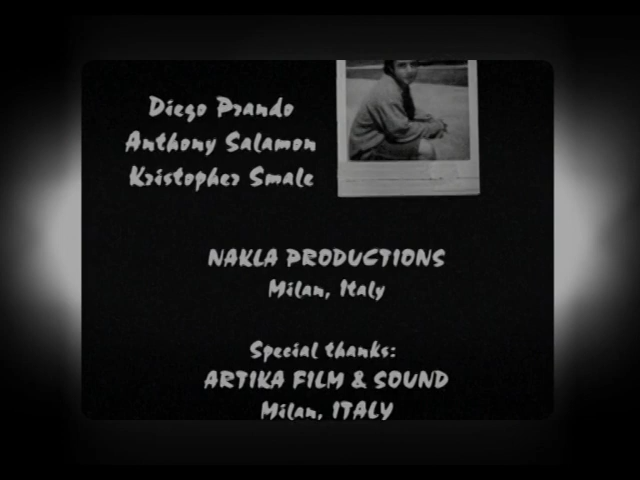 Diego Prando
Anthony Salamon
Kristopher Smale
NAKLA PRODUCTIONS
Milan, Italy
Special thanks:
ARTIKA FILM & SOUND
Milan, ITALY